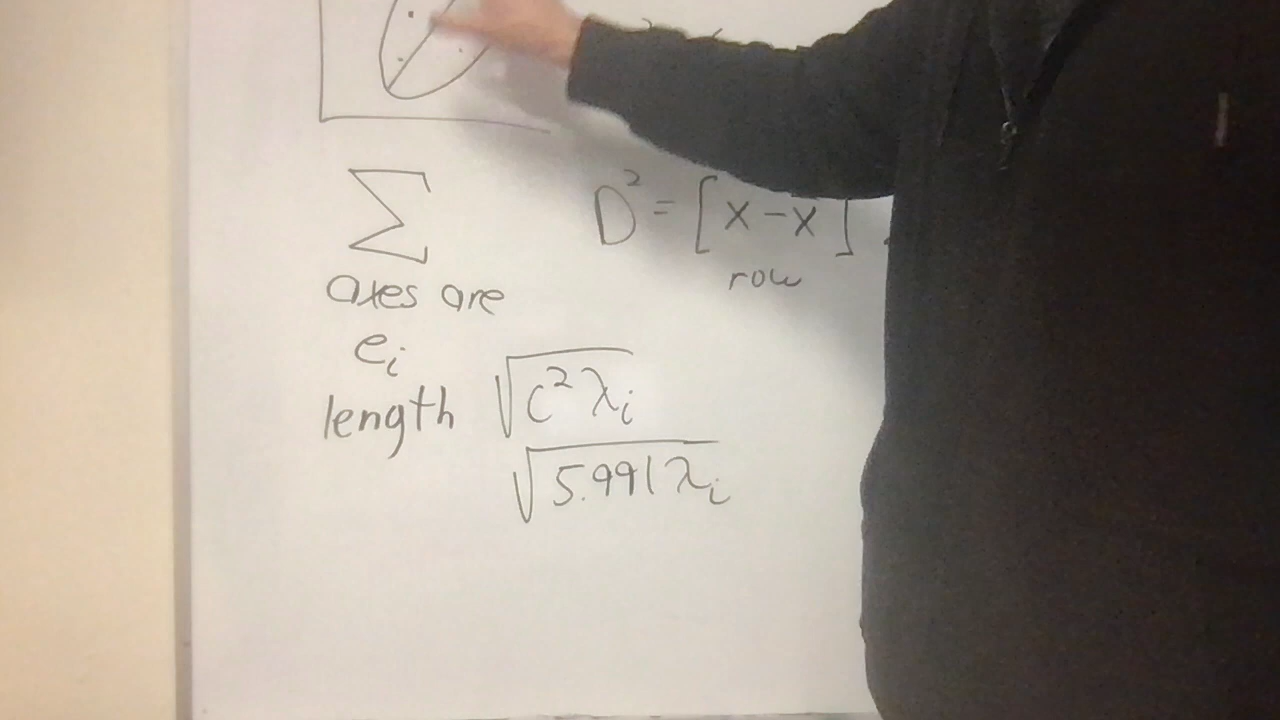 Σ D² = [x - x]
row
axes are
eᵢ
length √c²λᵢ
√5.991λᵢ